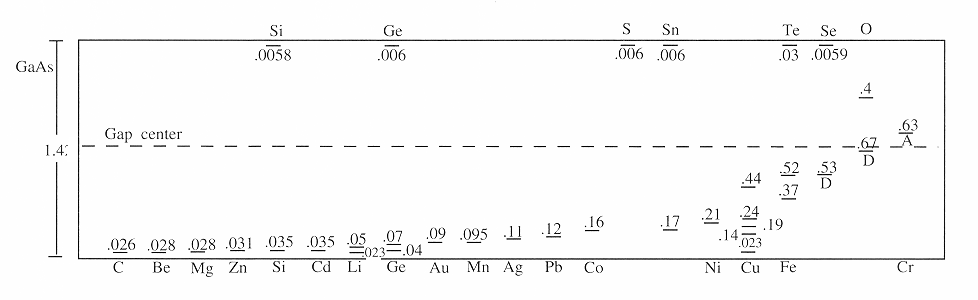 Si Ge S Sn Te Se O
.0058 .006 .006 .006 .03 .0059
GaAs
.4
.63
Gap center
A
1.42
.67
D
.52 .53
.44 D
.37
.24 .21 .19
.16 .17
.14
.026 .028 .028 .031 .035 .035 .05 .07 .09 .095 .11 .12
.023 .04 .023
C Be Mg Zn Si Cd Li Ge Au Mn Ag Pb Co Ni Cu Fe Cr